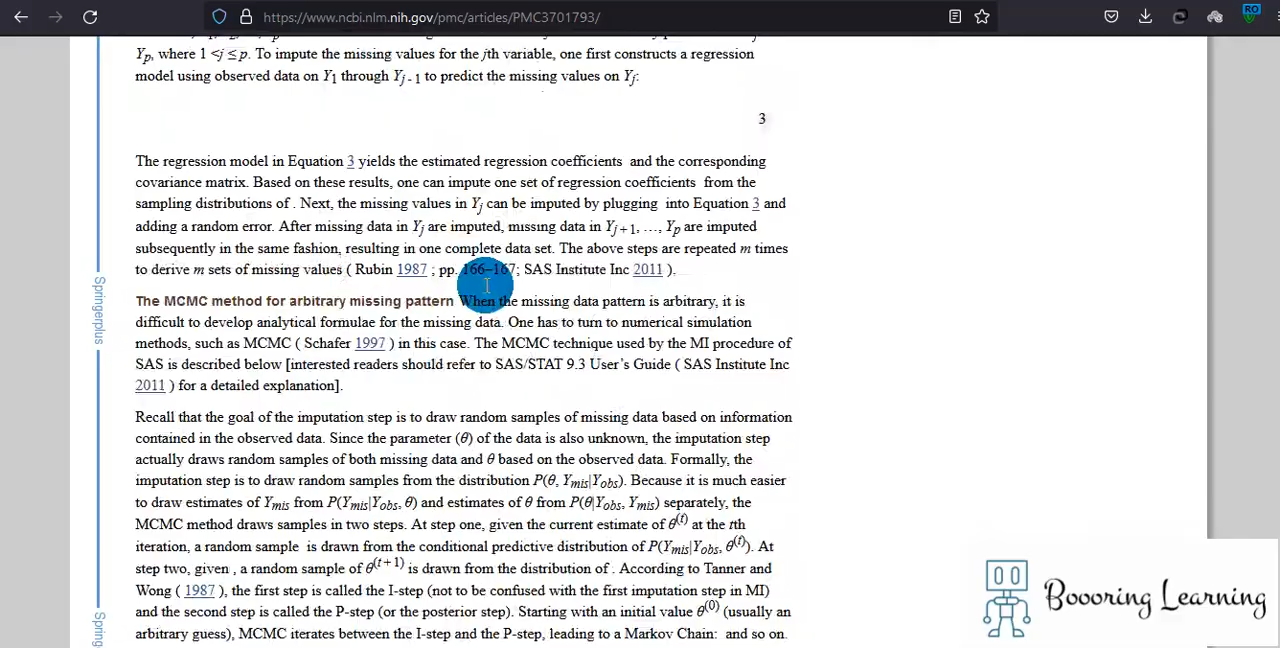 https://www.ncbi.nlm.nih.gov/pmc/articles/PMC3701793/
RO
Yp, where 1 <j ≤p. To impute the missing values for the jth variable, one first constructs a regression
model using observed data on Y1 through Yj - 1 to predict the missing values on Yj:
3
The regression model in Equation 3 yields the estimated regression coefficients  and the corresponding
covariance matrix. Based on these results, one can impute one set of regression coefficients  from the
sampling distributions of . Next, the missing values in Yj can be imputed by plugging  into Equation 3 and
adding a random error. After missing data in Yj are imputed, missing data in Yj + 1, …, Yp are imputed
subsequently in the same fashion, resulting in one complete data set. The above steps are repeated m times
to derive m sets of missing values ( Rubin 1987 ; pp. 166–167; SAS Institute Inc 2011 ).
The MCMC method for arbitrary missing pattern When the missing data pattern is arbitrary, it is
difficult to develop analytical formulae for the missing data. One has to turn to numerical simulation
methods, such as MCMC ( Schafer 1997 ) in this case. The MCMC technique used by the MI procedure of
SAS is described below [interested readers should refer to SAS/STAT 9.3 User’s Guide ( SAS Institute Inc
2011 ) for a detailed explanation].
Recall that the goal of the imputation step is to draw random samples of missing data based on information
contained in the observed data. Since the parameter (θ) of the data is also unknown, the imputation step
actually draws random samples of both missing data and θ based on the observed data. Formally, the
imputation step is to draw random samples from the distribution P(θ, Ymis|Yobs). Because it is much easier
to draw estimates of Ymis from P(Ymis|Yobs, θ) and estimates of θ from P(θ|Yobs, Ymis) separately, the
MCMC method draws samples in two steps. At step one, given the current estimate of θ(t) at the tth
iteration, a random sample  is drawn from the conditional predictive distribution of P(Ymis|Yobs, θ(t)). At
step two, given , a random sample of θ(t + 1) is drawn from the distribution of . According to Tanner and
Wong ( 1987 ), the first step is called the I-step (not to be confused with the first imputation step in MI)
and the second step is called the P-step (or the posterior step). Starting with an initial value θ(0) (usually an
arbitrary guess), MCMC iterates between the I-step and the P-step, leading to a Markov Chain:  and so on.
Springerplus
Spring
Boooring Learning